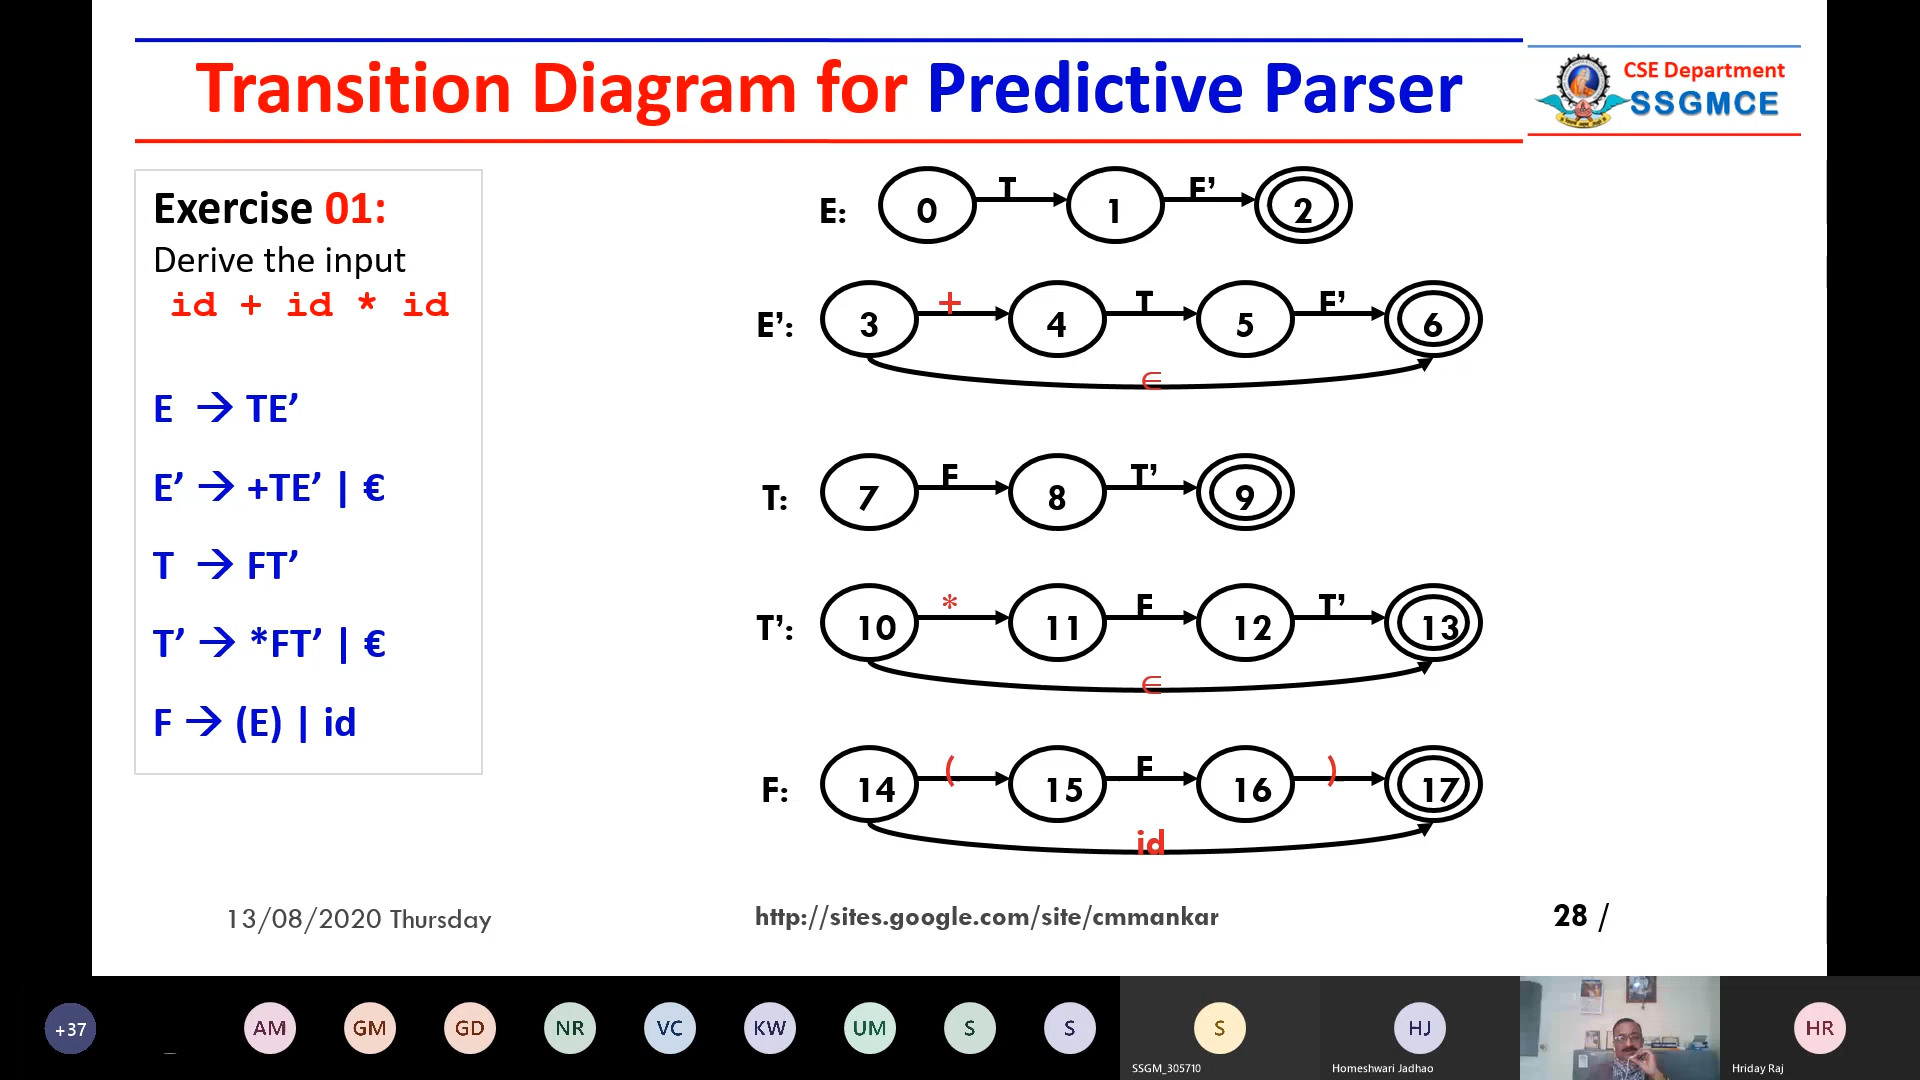 Transition Diagram for Predictive Parser
CSE Department
SSGMCE
Exercise 01:
Derive the input
id + id * id
E → TE’
E’ → +TE’ | €
T → FT’
T’ → *FT’ | €
F → (E) | id
E: 0 T 1 E’ 2
E’: 3 + 4 T 5 E’ 6
∈
T: 7 F 8 T’ 9
T’: 10 * 11 F 12 T’ 13
∈
F: 14 ( 15 E 16 ) 17
id
13/08/2020 Thursday
http://sites.google.com/site/cmmankar
28 /
+37
AM
GM
GD
NR
VC
KW
UM
S
S
S
HJ
HR
SSGM_305710
Homeshwari Jadhao
Hriday Raj